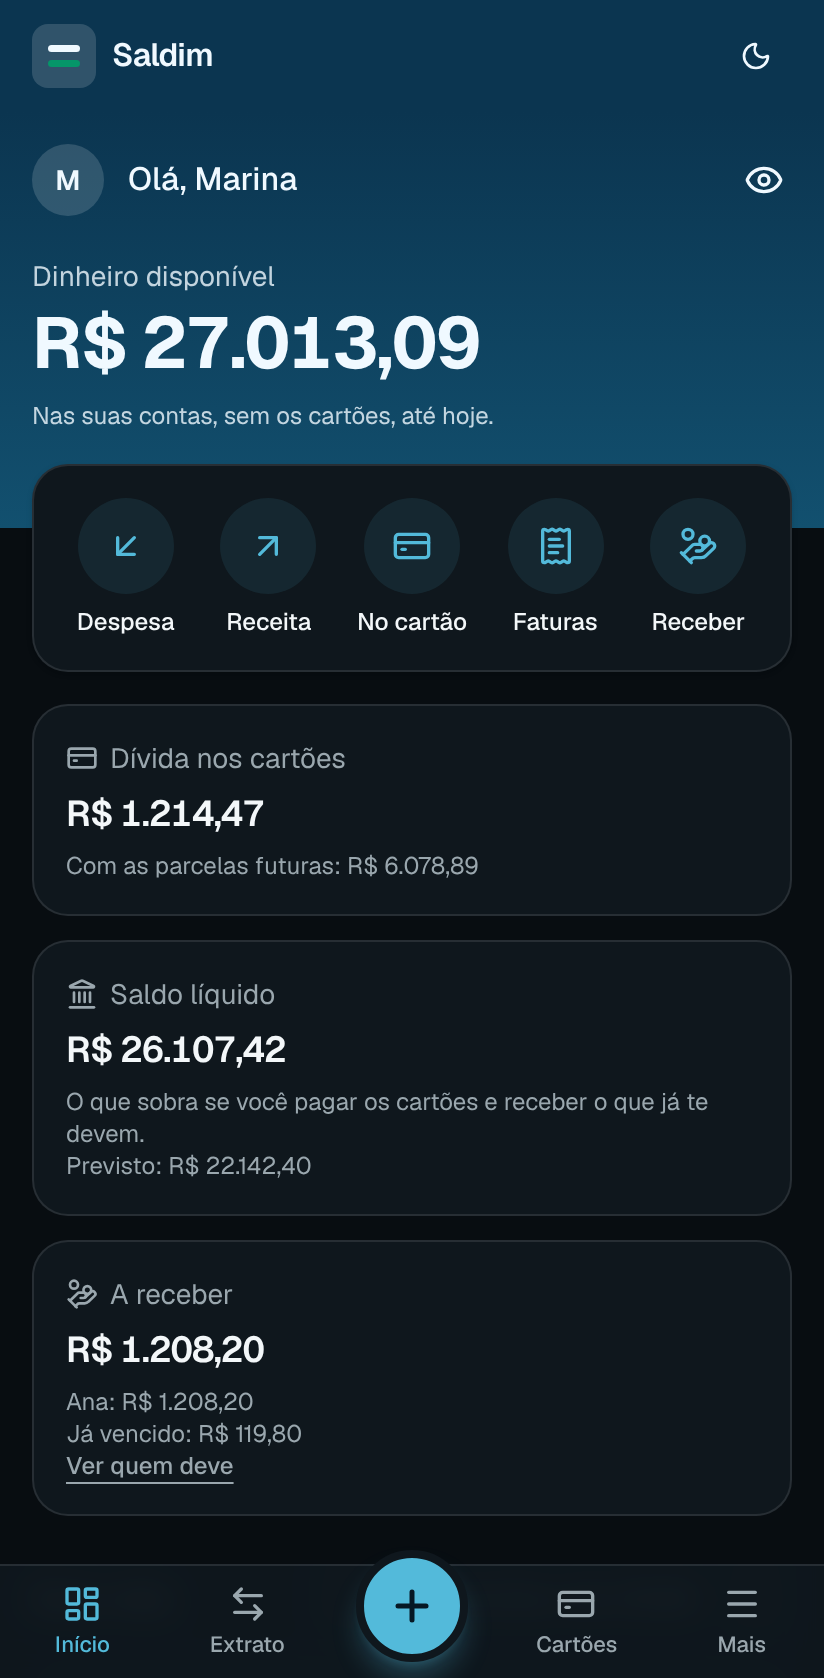 Saldim
M
Olá, Marina
Dinheiro disponível
R$ 27.013,09
Nas suas contas, sem os cartões, até hoje.
Despesa
Receita
No cartão
Faturas
Receber
Dívida nos cartões
R$ 1.214,47
Com as parcelas futuras: R$ 6.078,89
Saldo líquido
R$ 26.107,42
O que sobra se você pagar os cartões e receber o que já te
devem.
Previsto: R$ 22.142,40
A receber
R$ 1.208,20
Ana: R$ 1.208,20
Já vencido: R$ 119,80
Ver quem deve
Início
Extrato
Cartões
Mais